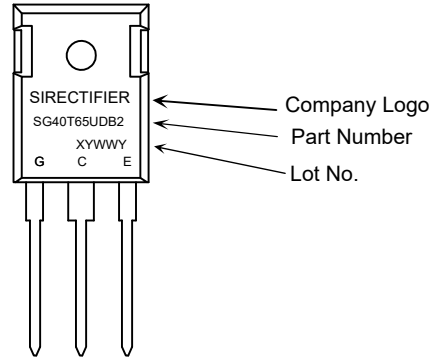 SIRECTIFIER
SG40T65UDB2
XYWWY
G C E
Company Logo
Part Number
Lot No.